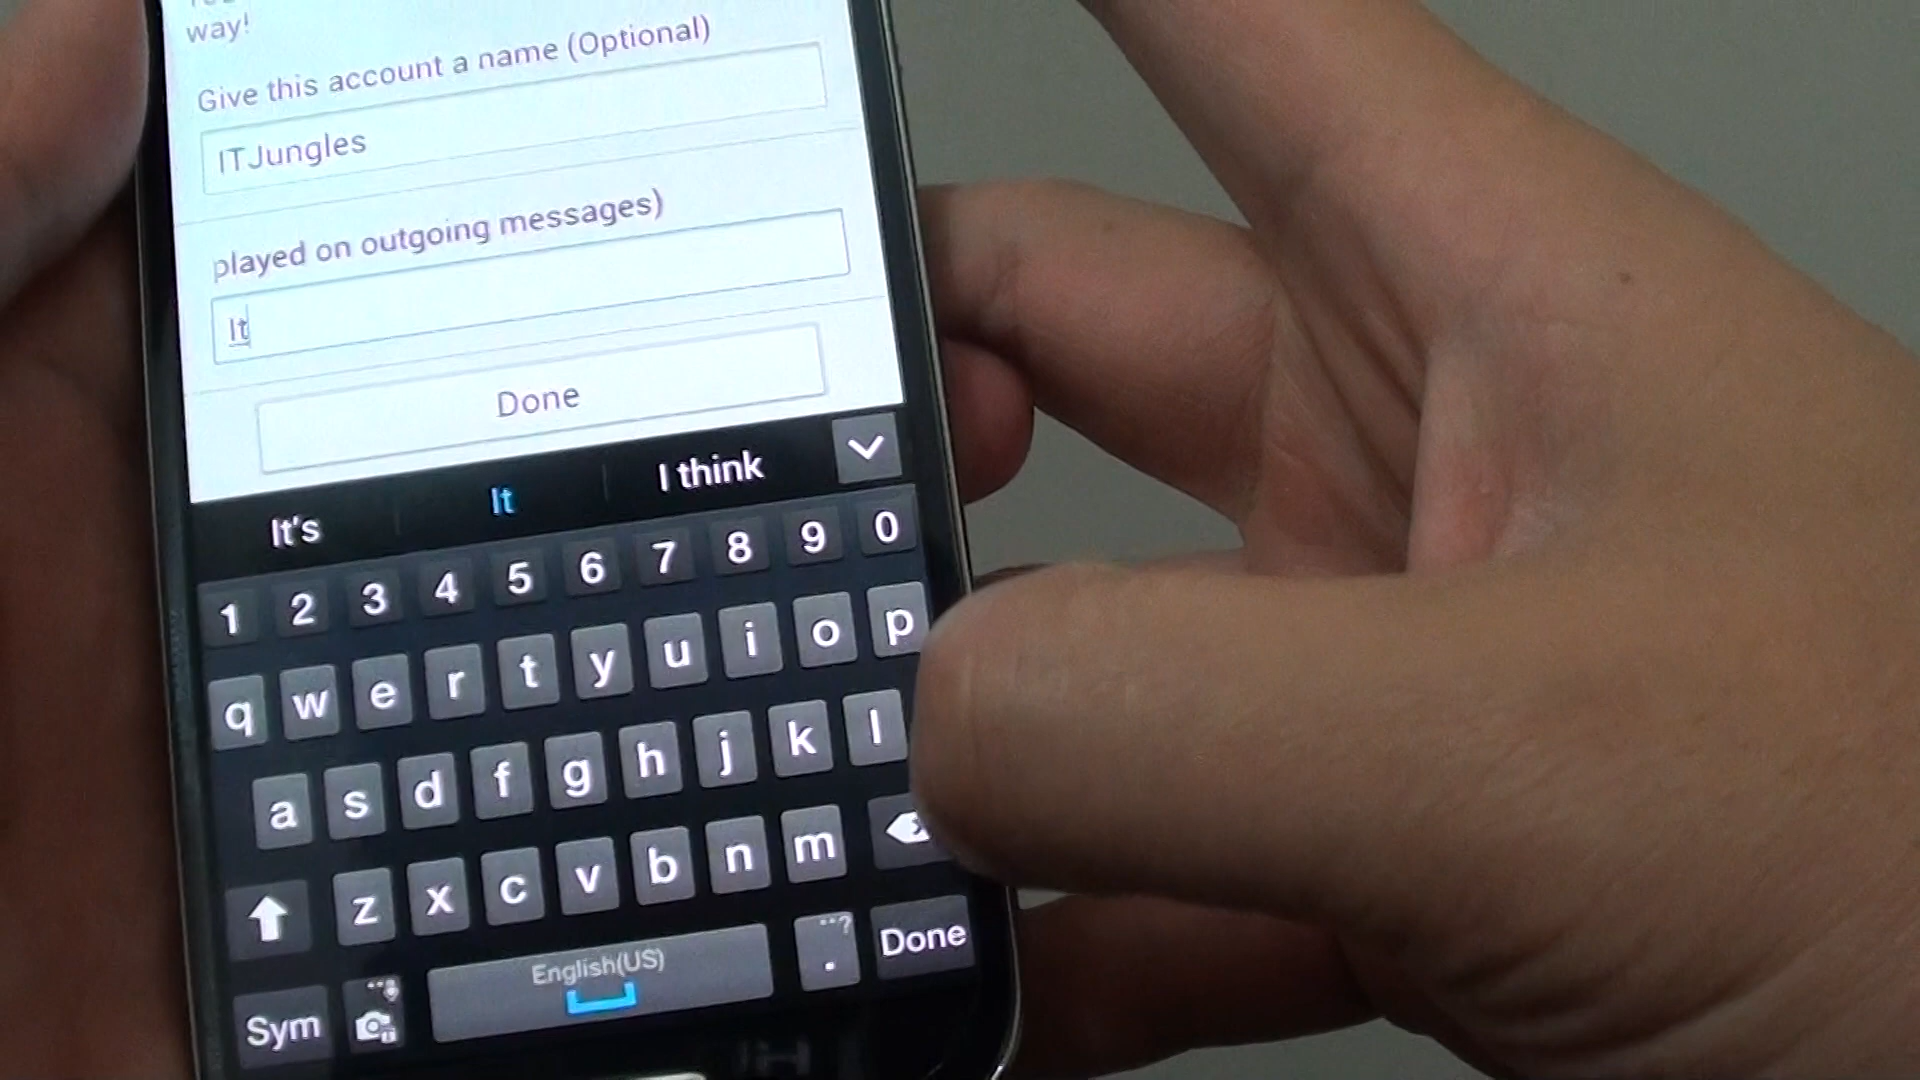 way!
Give this account a name (Optional)
ITJungles
played on outgoing messages)
It
Done
It's It I think
1 2 3 4 5 6 7 8 9 0
q w e r t y u i o p
a s d f g h j k l
z x c v b n m
English(US) . Done
Sym